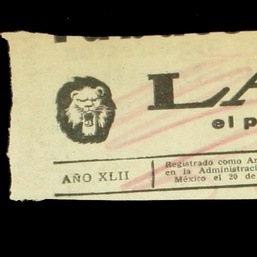 LA
el p
AÑO XLII
Registrado como Ar
en la Administraci
México el 20 de